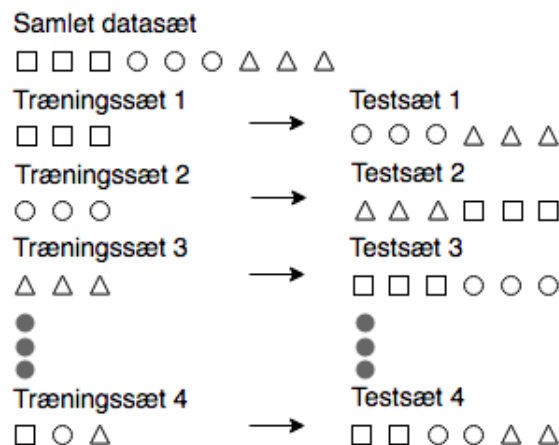 Samlet datasæt
Træningssæt 1
Testsæt 1
Træningssæt 2
Testsæt 2
Træningssæt 3
Testsæt 3
Træningssæt 4
Testsæt 4